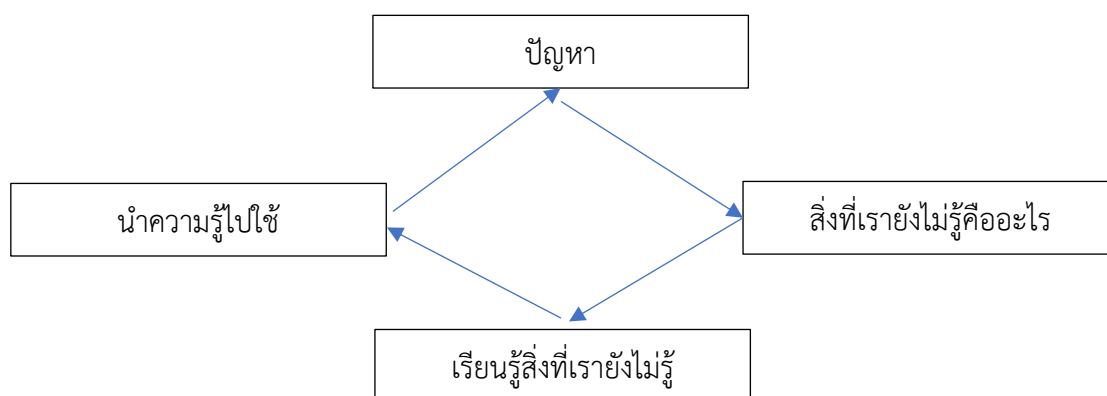 ปัญหา
นำความรู้ไปใช้
สิ่งที่เรายังไม่รู้คืออะไร
เรียนรู้สิ่งที่เรายังไม่รู้